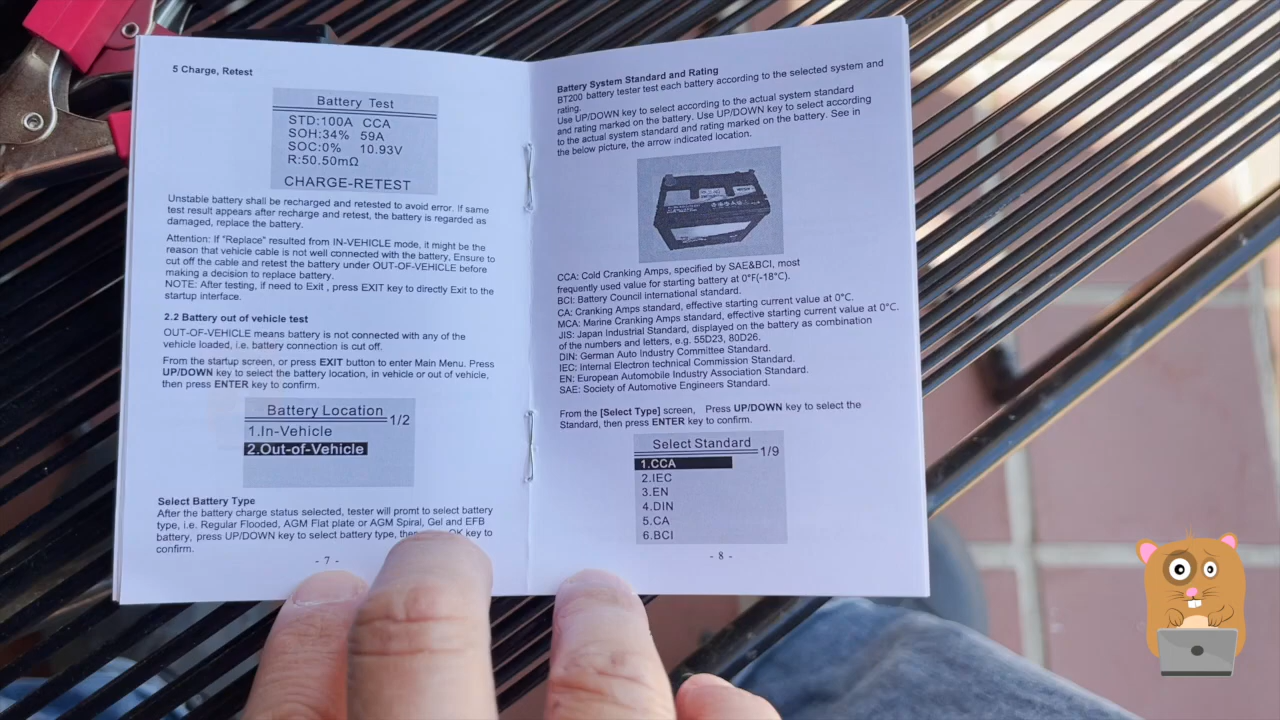 5 Charge, Retest
Battery Test
STD:100A CCA
SOH:34% 59A
SOC:0% 10.93V
R:50.50mΩ
CHARGE-RETEST
Unstable battery shall be recharged and retested to avoid error. If same
test result appears after recharge and retest, the battery is regarded as
damaged, replace the battery.
Attention: If "Replace" resulted from IN-VEHICLE mode, it might be the
reason that vehicle cable is not well connected with the battery, Ensure to
cut off the cable and retest the battery under OUT-OF-VEHICLE before
making a decision to replace battery.
NOTE: After testing, if need to Exit , press EXIT key to directly Exit to the
startup interface.
2.2 Battery out of vehicle test
OUT-OF-VEHICLE means battery is not connected with any of the
vehicle loaded, i.e. battery connection is cut off.
From the startup screen, or press EXIT button to enter Main Menu. Press
UP/DOWN key to select the battery location, in vehicle or out of vehicle,
then press ENTER key to confirm.
Battery Location
1/2
1.In-Vehicle
2.Out-of-Vehicle
Select Battery Type
After the battery charge status selected, tester will promt to select battery
type, i.e. Regular Flooded, AGM Flat plate or AGM Spiral, Gel and EFB
battery, press UP/DOWN key to select battery type, then OK key to
confirm.
- 7 -
Battery System Standard and Rating
BT200 battery tester test each battery according to the selected system and
rating.
Use UP/DOWN key to select according to the actual system standard
and rating marked on the battery. Use UP/DOWN key to select according
to the actual system standard and rating marked on the battery. See in
the below picture, the arrow indicated location.
CCA: Cold Cranking Amps, specified by SAE&BCI, most
frequently used value for starting battery at 0°F(-18°C).
BCI: Battery Council international standard.
CA: Cranking Amps standard, effective starting current value at 0°C.
MCA: Marine Cranking Amps standard, effective starting current value at 0°C.
JIS: Japan Industrial Standard, displayed on the battery as combination
of the numbers and letters, e.g. 55D23, 80D26.
DIN: German Auto Industry Committee Standard.
IEC: Internal Electron technical Commission Standard.
EN: European Automobile Industry Association Standard.
SAE: Society of Automotive Engineers Standard.
From the [Select Type] screen, Press UP/DOWN key to select the
Standard, then press ENTER key to confirm.
Select Standard
1/9
1.CCA
2.IEC
3.EN
4.DIN
5.CA
6.BCI
- 8 -